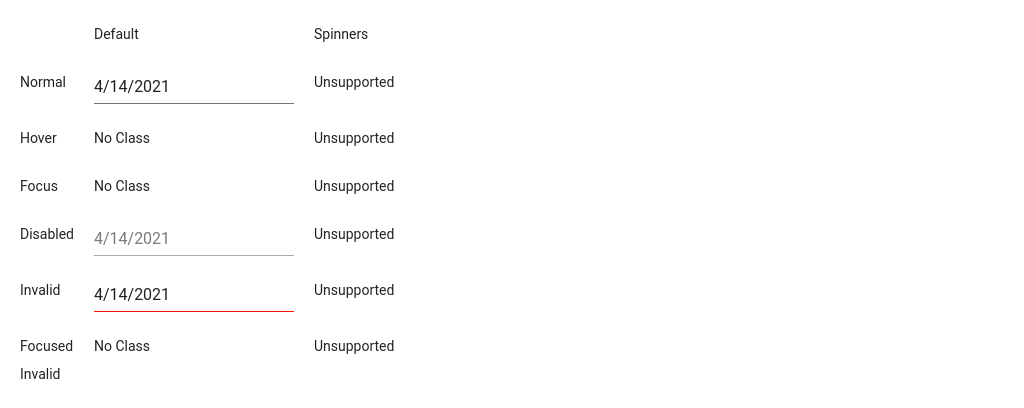 Default Spinners
Normal 4/14/2021 Unsupported
Hover No Class Unsupported
Focus No Class Unsupported
Disabled 4/14/2021 Unsupported
Invalid 4/14/2021 Unsupported
Focused No Class Unsupported
Invalid